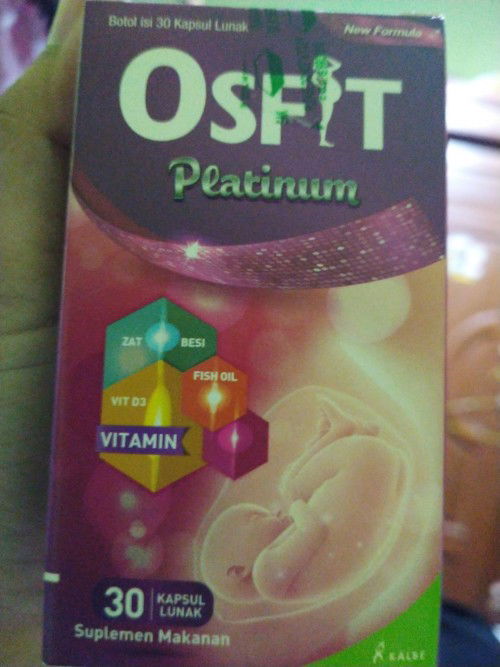 Botol isi 30 Kapsul Lunak
New Formula
OSFIT
Platinum
ZAT BESI
FISH OIL
VIT D3
VITAMIN
30 KAPSUL
LUNAK
Suplemen Makanan
KALBE